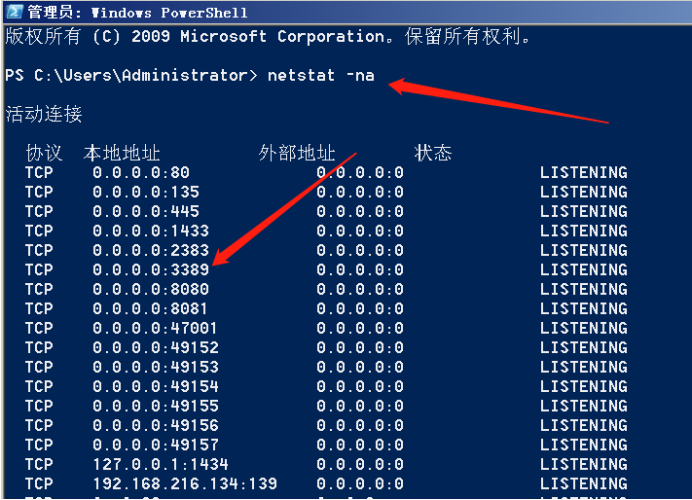 管理员: Windows PowerShell
版权所有 (C) 2009 Microsoft Corporation。保留所有权利。
PS C:\Users\Administrator> netstat -na
活动连接
协议 本地地址 外部地址 状态
TCP 0.0.0.0:80 0.0.0.0:0 LISTENING
TCP 0.0.0.0:135 0.0.0.0:0 LISTENING
TCP 0.0.0.0:445 0.0.0.0:0 LISTENING
TCP 0.0.0.0:1433 0.0.0.0:0 LISTENING
TCP 0.0.0.0:2383 0.0.0.0:0 LISTENING
TCP 0.0.0.0:3389 0.0.0.0:0 LISTENING
TCP 0.0.0.0:8080 0.0.0.0:0 LISTENING
TCP 0.0.0.0:8081 0.0.0.0:0 LISTENING
TCP 0.0.0.0:47001 0.0.0.0:0 LISTENING
TCP 0.0.0.0:49152 0.0.0.0:0 LISTENING
TCP 0.0.0.0:49153 0.0.0.0:0 LISTENING
TCP 0.0.0.0:49154 0.0.0.0:0 LISTENING
TCP 0.0.0.0:49155 0.0.0.0:0 LISTENING
TCP 0.0.0.0:49156 0.0.0.0:0 LISTENING
TCP 0.0.0.0:49157 0.0.0.0:0 LISTENING
TCP 127.0.0.1:1434 0.0.0.0:0 LISTENING
TCP 192.168.216.134:139 0.0.0.0:0 LISTENING